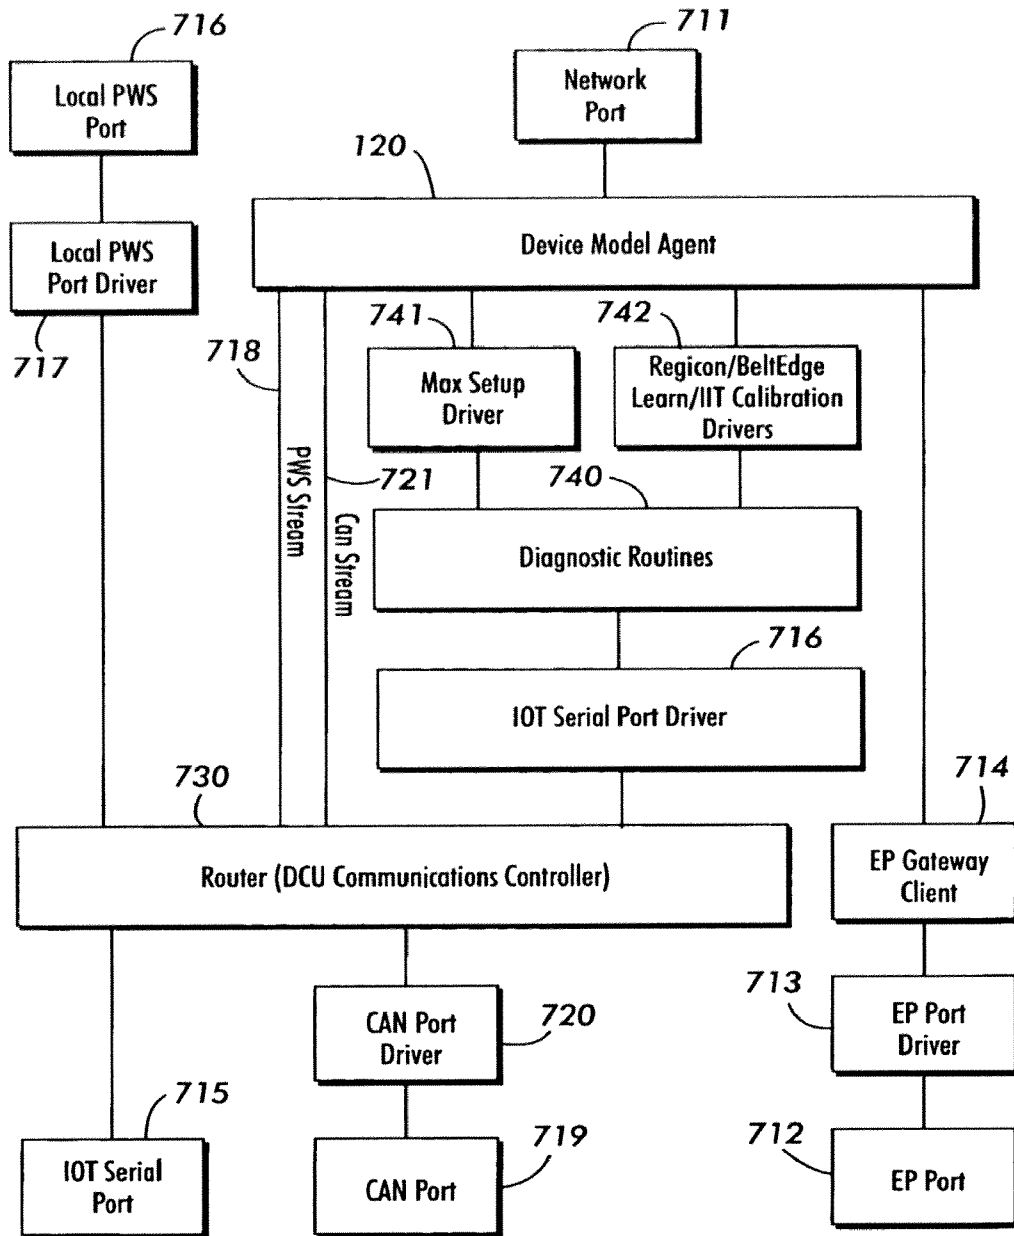 716
711
Local PWS
Port
Network
Port
120
Local PWS
Port Driver
Device Model Agent
717
718
741
742
Max Setup
Driver
Regicon/BeltEdge
Learn/IIT Calibration
Drivers
PWS Stream
721
Can Stream
740
Diagnostic Routines
716
IOT Serial Port Driver
730
714
Router (DCU Communications Controller)
EP Gateway
Client
713
CAN Port
Driver
720
EP Port
Driver
715
719
712
IOT Serial
Port
CAN Port
EP Port